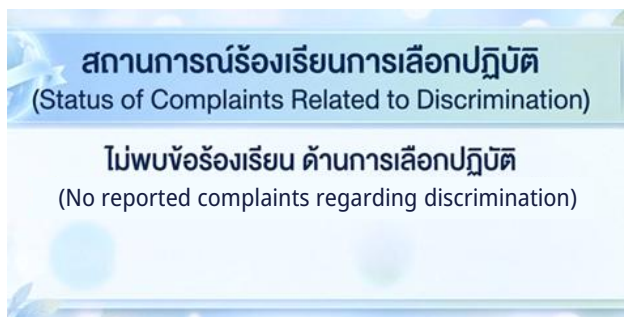 สถานการณ์ร้องเรียนการเลือกปฏิบัติ
(Status of Complaints Related to Discrimination)
ไม่พบข้อร้องเรียน ด้านการเลือกปฏิบัติ
(No reported complaints regarding discrimination)